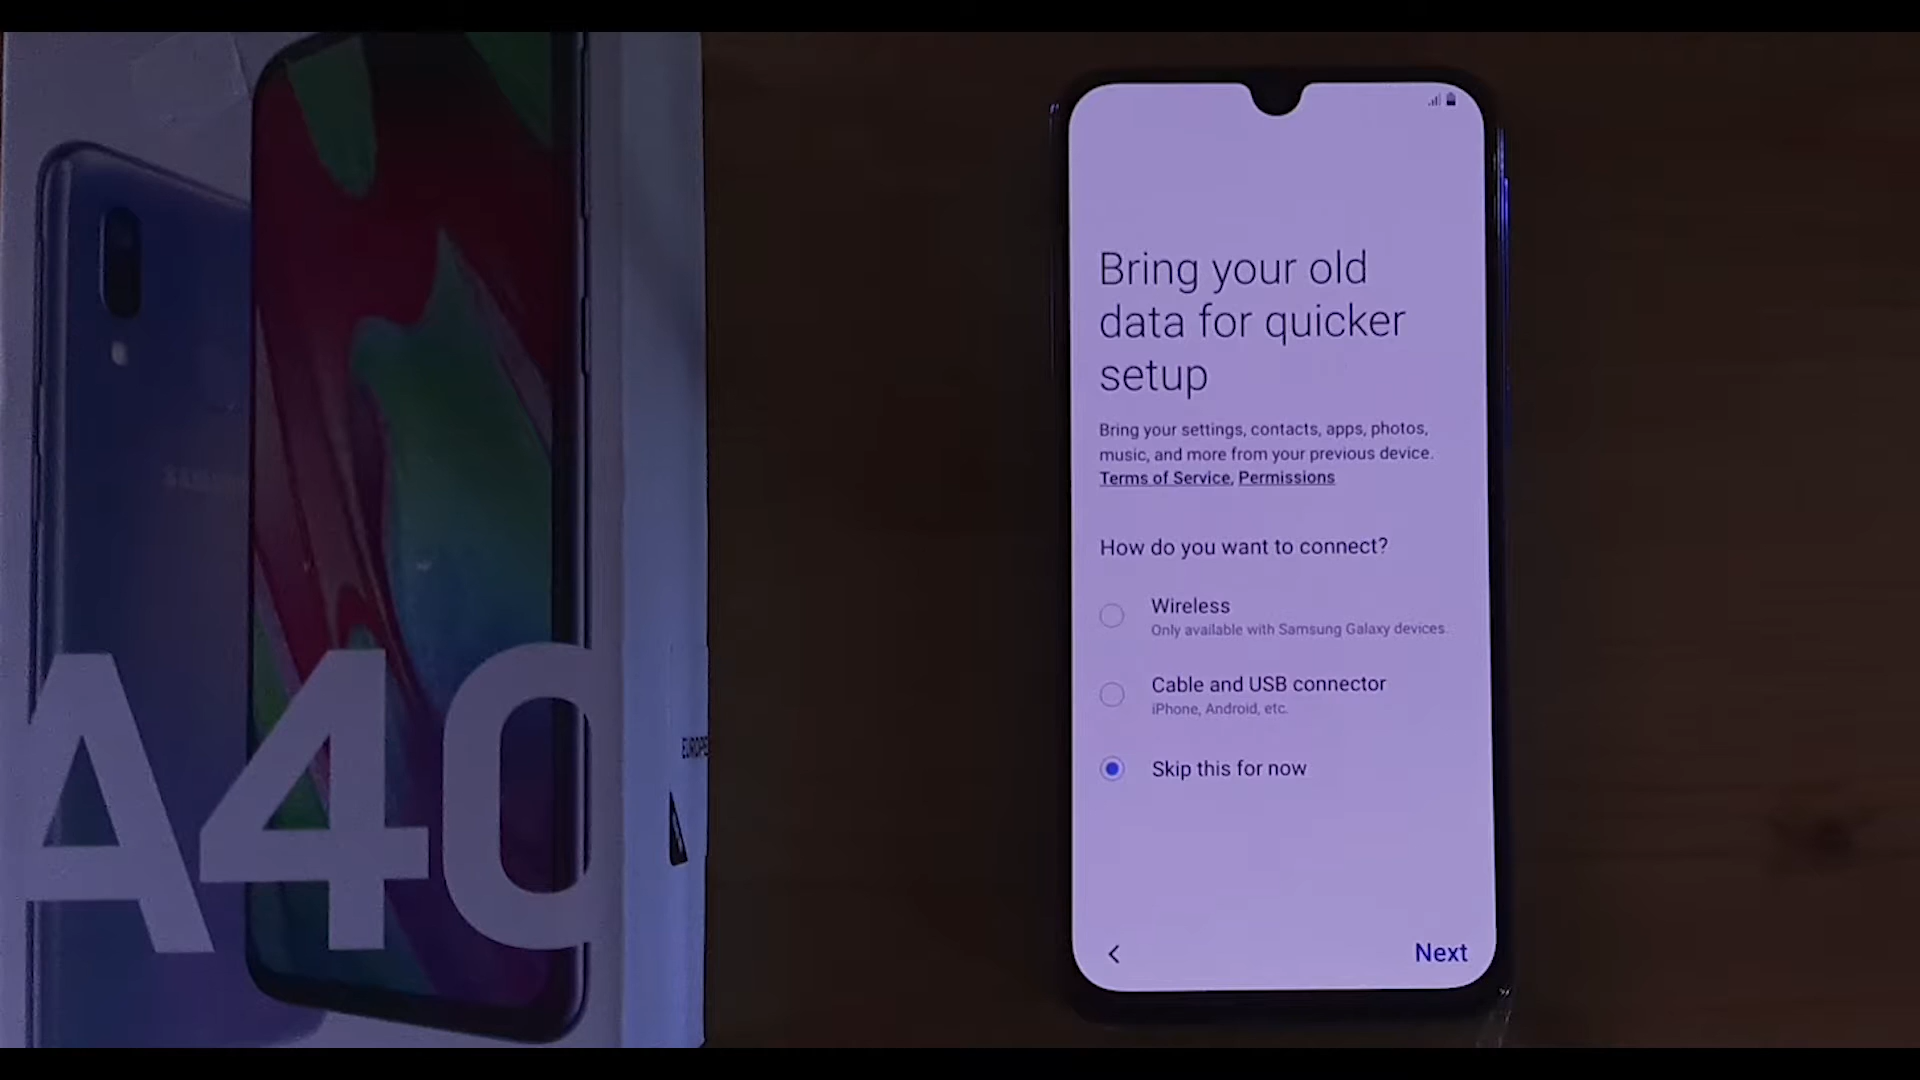 A40
EUROPE
Bring your old
data for quicker
setup
Bring your settings, contacts, apps, photos,
music, and more from your previous device.
Terms of Service, Permissions
How do you want to connect?
Wireless
Only available with Samsung Galaxy devices.
Cable and USB connector
iPhone, Android, etc.
Skip this for now
Next